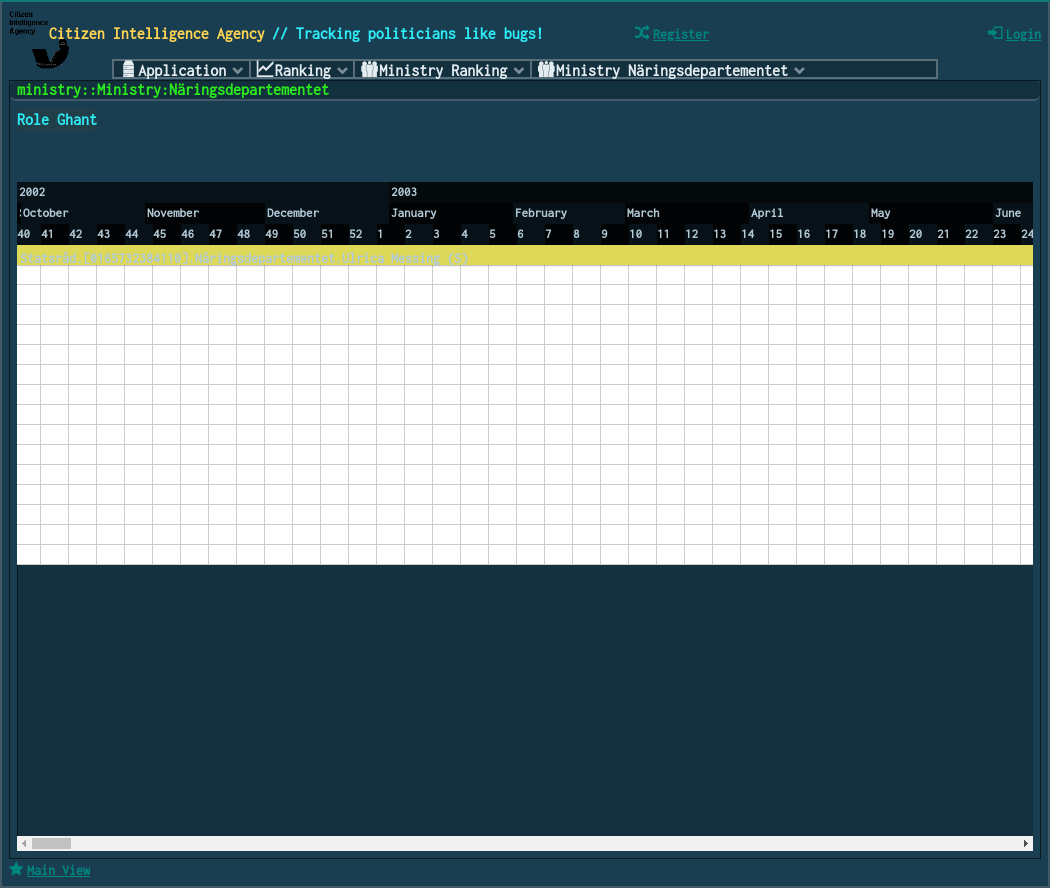 Citizen
Intelligence
Agency
Citizen Intelligence Agency // Tracking politicians like bugs!
Register
Login
Application
Ranking
Ministry Ranking
Ministry Näringsdepartementet
ministry::Ministry:Näringsdepartementet
Role Ghant
2002 2003
October November December January February March April May June
40 41 42 43 44 45 46 47 48 49 50 51 52 1 2 3 4 5 6 7 8 9 10 11 12 13 14 15 16 17 18 19 20 21 22 23 24
Näringsdepartementet.Ulrica Messing (S)
Main View